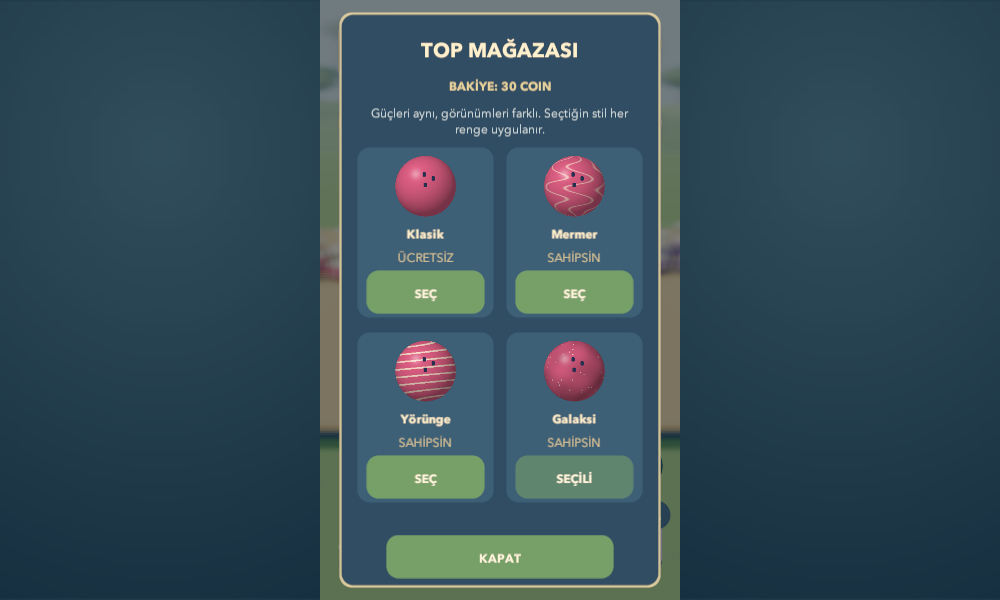 TOP MAĞAZASI
BAKİYE: 30 COIN
Güçleri aynı, görünümleri farklı. Seçtiğin stil her
renge uygulanır.
Klasik
ÜCRETSİZ
SEÇ
Mermer
SAHİPSİN
SEÇ
Yörünge
SAHİPSİN
SEÇ
Galaksi
SAHİPSİN
SEÇİLİ
KAPAT